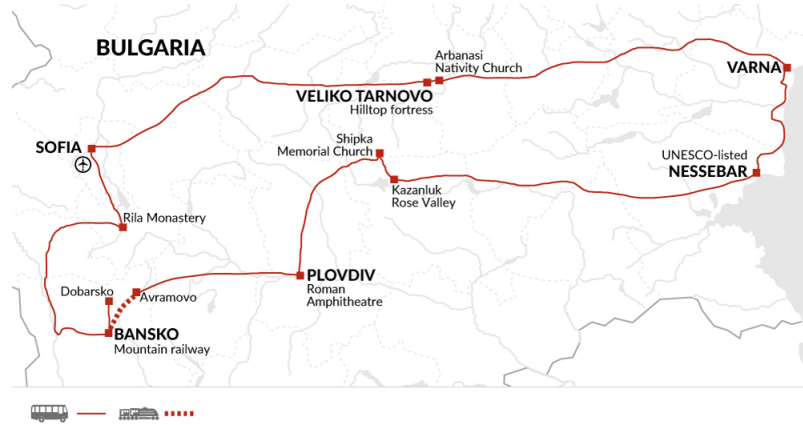 BULGARIA
Arbanasi
Nativity Church
VARNA
VELIKO TARNOVO
Hilltop fortress
SOFIA
Shipka
Memorial Church
UNESCO-listed
NESSEBAR
Kazanluk
Rose Valley
Rila Monastery
PLOVDIV
Roman
Amphitheatre
Dobarsko
Avramovo
BANSKO
Mountain railway